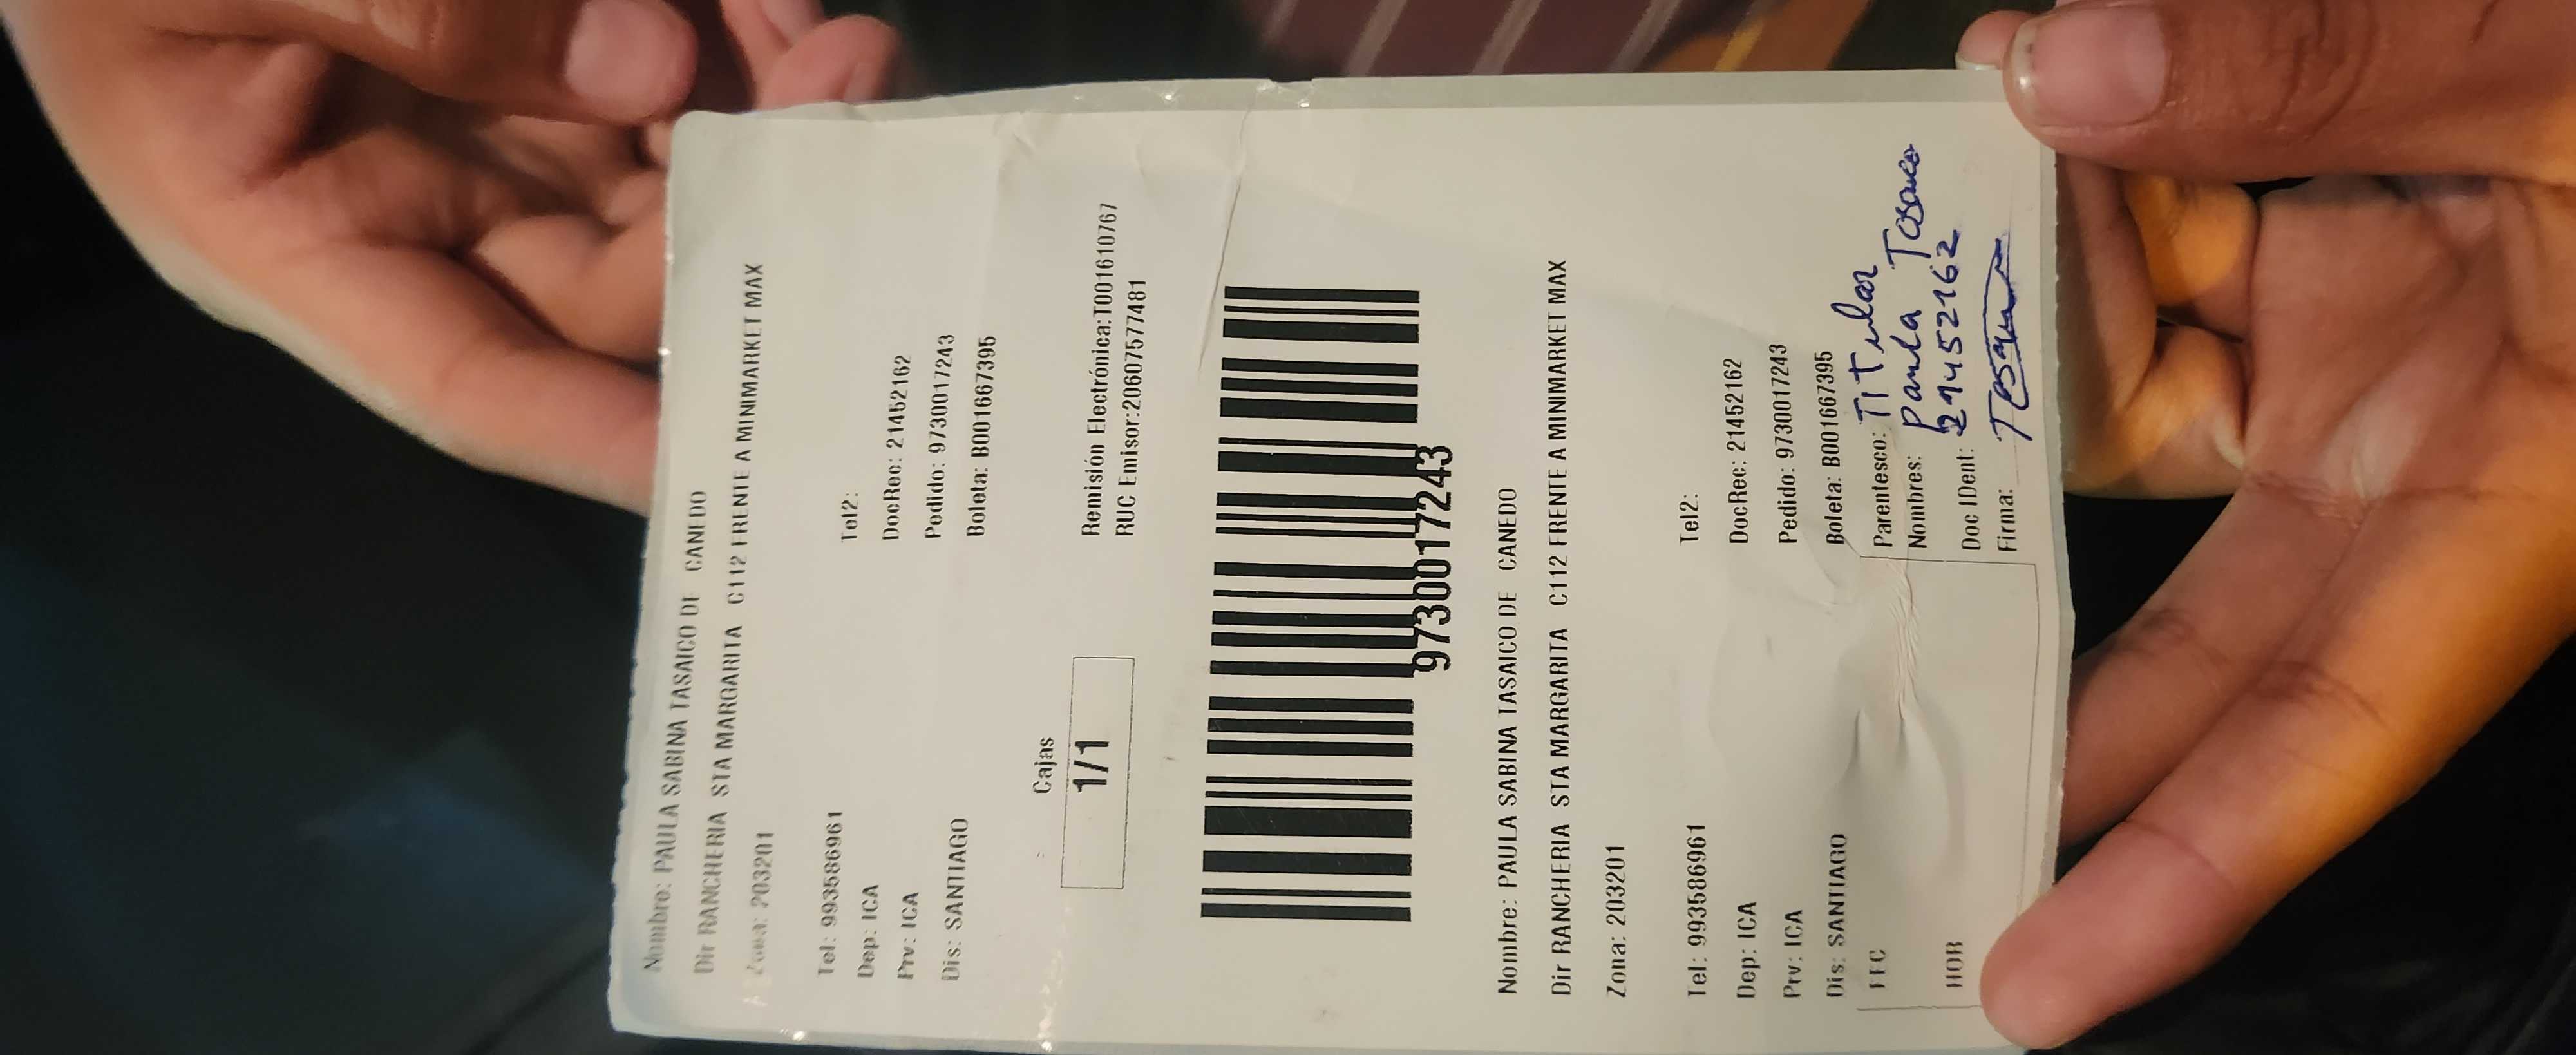 Nombre: PAULA SABINA TASAICO DE CANEDO
Dir RANCHERIA STA MARGARITA C112 FRENTE A MINIMARKET MAX
Zona: 203201
Tel: 993586961 Tel2:
Dep: ICA DocRec: 21452162
Prv: ICA Pedido: 9730017243
Dis: SANTIAGO Boleta: B001667395
Cajas
1/1
Remisión Electrónica:T001610767
RUC Emisor:20607577481
9730017243
Nombre: PAULA SABINA TASAICO DE CANEDO
Dir RANCHERIA STA MARGARITA C112 FRENTE A MINIMARKET MAX
Zona: 203201
Tel: 993586961 Tel2:
Dep: ICA DocRec: 21452162
Prv: ICA Pedido: 9730017243
Dis: SANTIAGO Boleta: B001667395
FEC Parentesco: TITular
Nombres: Paula
HOR Doc IDent: 21452162
Firma: